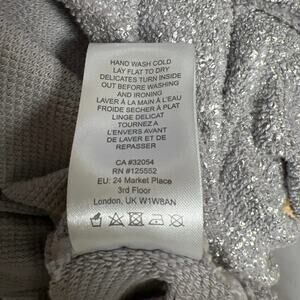 HAND WASH COLD
LAY FLAT TO DRY
DELICATES TURN INSIDE
OUT BEFORE WASHING
AND IRONING
LAVER À LA MAIN À L'EAU
FROIDE SECHER À PLAT
LINGE DELICAT
TOURNEZ A
L'ENVERS AVANT
DE LAVER ET DE
REPASSER
CA #32054
RN #125552
EU: 24 Market Place
3rd Floor
London, UK W1W8AN